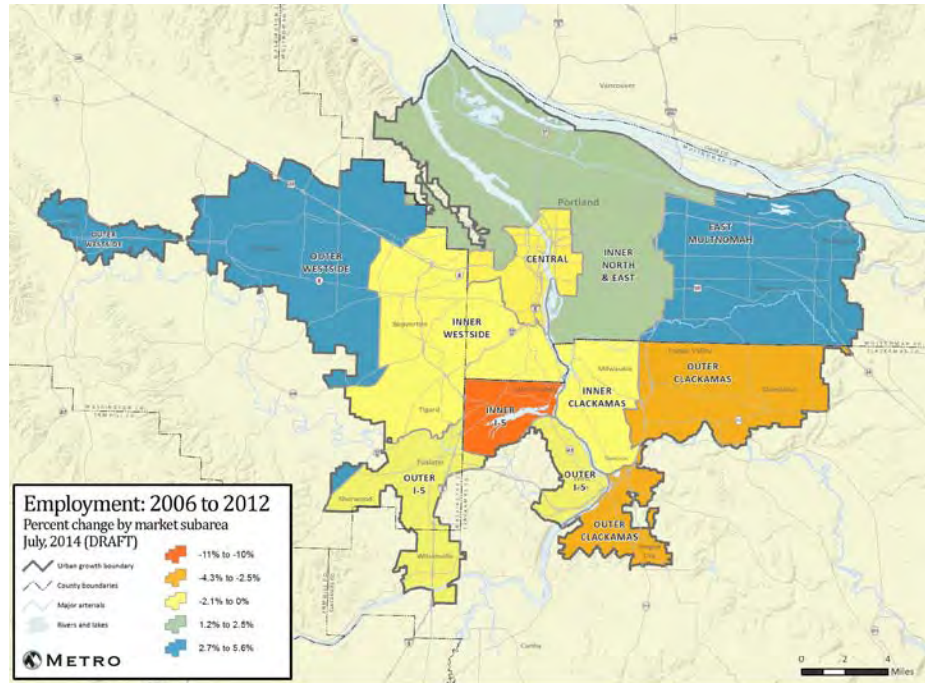 Vancouver
Portland
OUTER
WESTSIDE
OUTER
WESTSIDE
EAST
MULTNOMAH
CENTRAL
INNER
NORTH
& EAST
Beaverton
INNER
WESTSIDE
Milwaukie
OUTER
CLACKAMAS
INNER
CLACKAMAS
INNER
I-5
Tigard
Tualatin
OUTER
I-5
OUTER
I-5
Sherwood
OUTER
CLACKAMAS
Wilsonville
Canby
Employment: 2006 to 2012
Percent change by market subarea
July, 2014 (DRAFT)
Urban growth boundary
County boundaries
Major arterials
Rivers and lakes
-11% to -10%
-4.3% to -2.5%
-2.1% to 0%
1.2% to 2.5%
2.7% to 5.6%
METRO
0 2 4
Miles